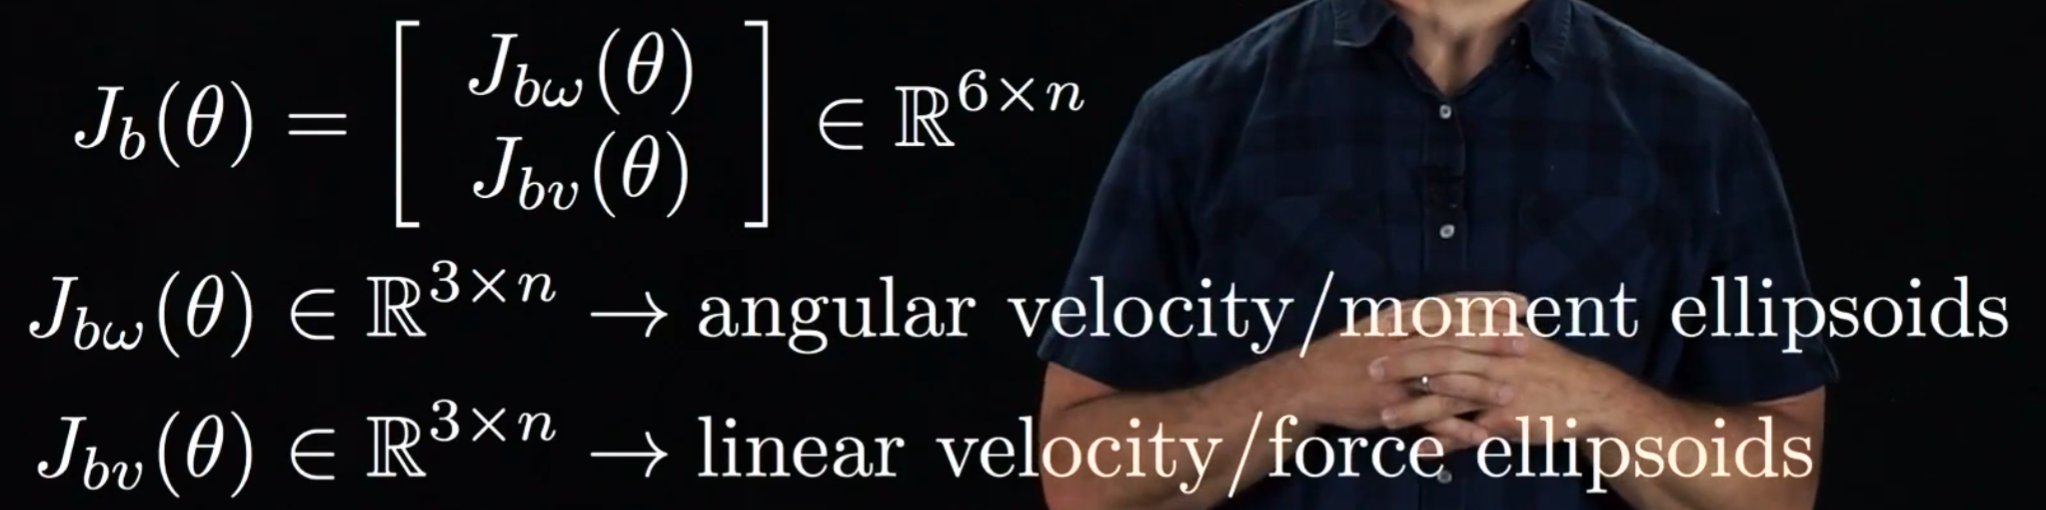 J_b(θ) = [ J_{bω}(θ) ; J_{bv}(θ) ] ∈ ℝ^{6×n}
J_{bω}(θ) ∈ ℝ^{3×n} → angular velocity/moment ellipsoids
J_{bv}(θ) ∈ ℝ^{3×n} → linear velocity/force ellipsoids